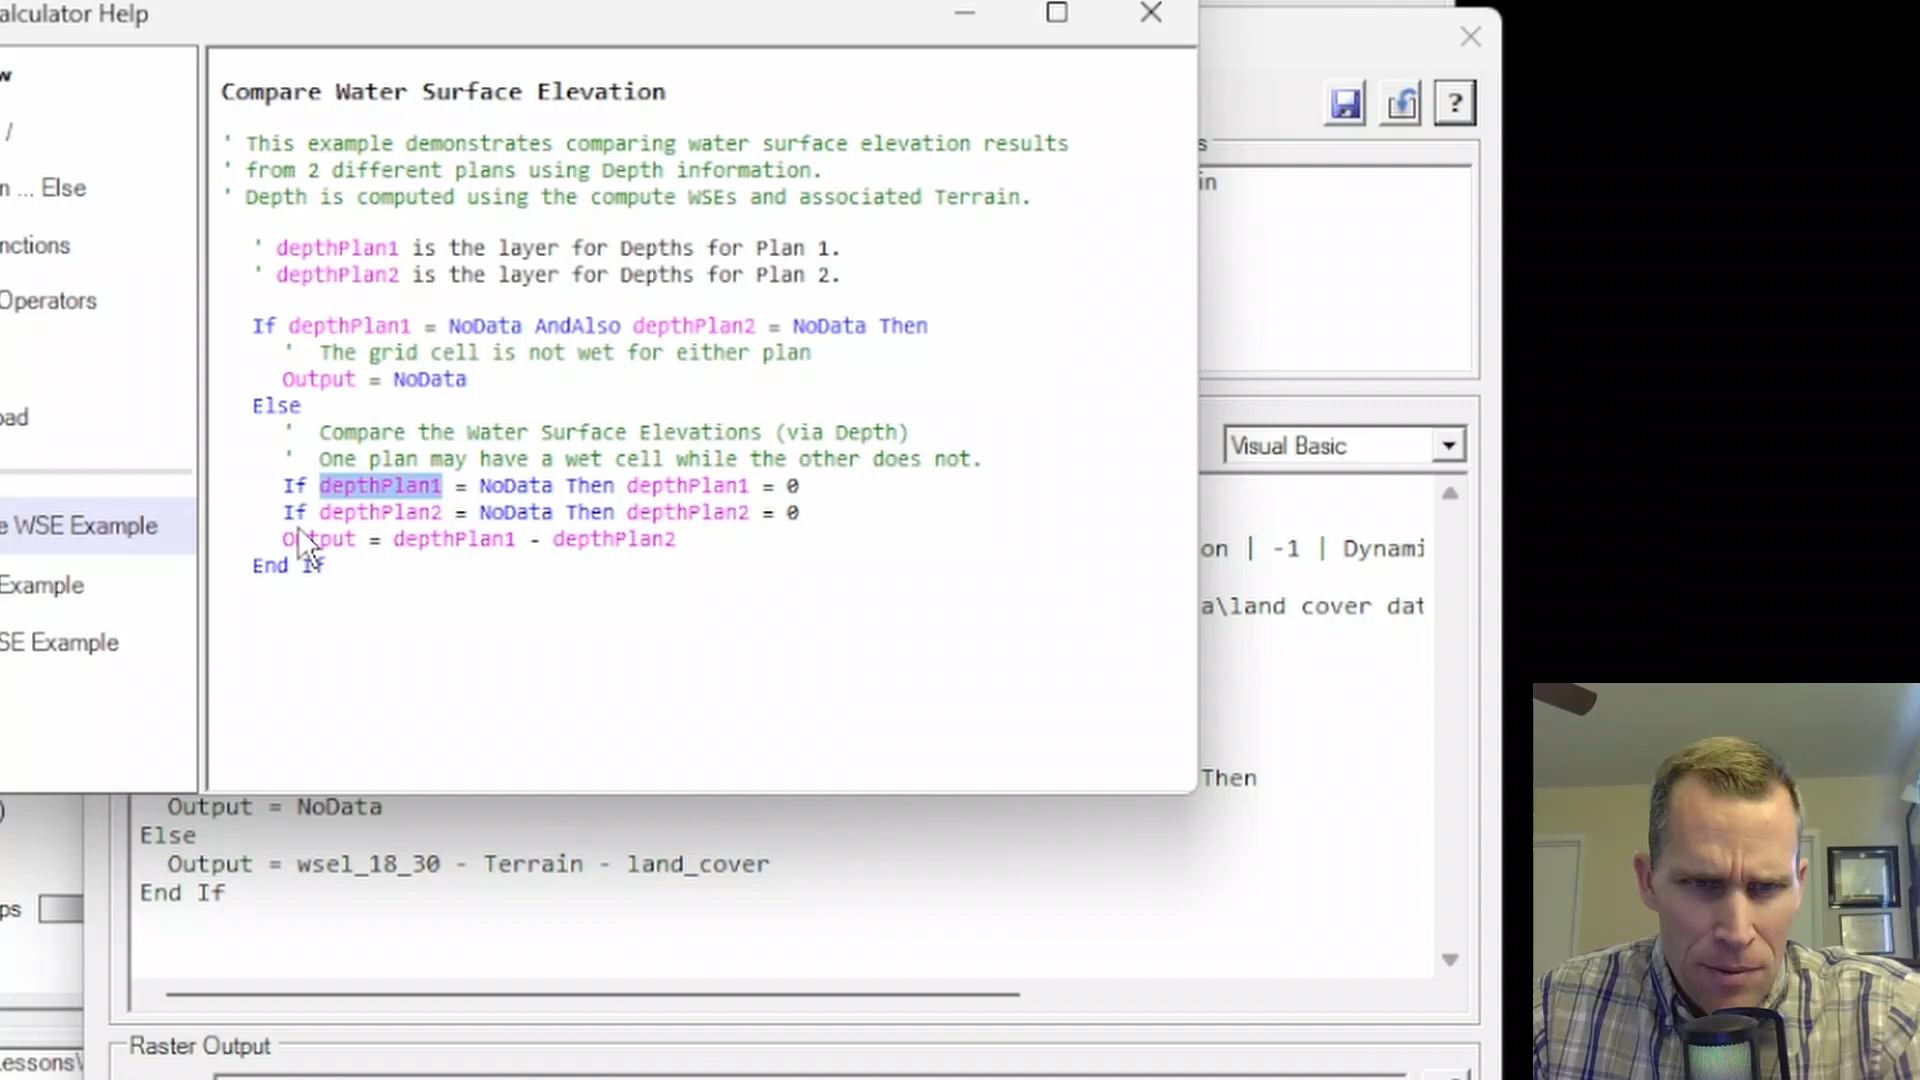 alculator Help
w
/
n ... Else
nctions
Operators
oad
e WSE Example
Example
SE Example
Compare Water Surface Elevation
' This example demonstrates comparing water surface elevation results
' from 2 different plans using Depth information.
' Depth is computed using the compute WSEs and associated Terrain.
' depthPlan1 is the layer for Depths for Plan 1.
' depthPlan2 is the layer for Depths for Plan 2.
If depthPlan1 = NoData AndAlso depthPlan2 = NoData Then
' The grid cell is not wet for either plan
Output = NoData
Else
' Compare the Water Surface Elevations (via Depth)
' One plan may have a wet cell while the other does not.
If depthPlan1 = NoData Then depthPlan1 = 0
If depthPlan2 = NoData Then depthPlan2 = 0
Output = depthPlan1 - depthPlan2
End If
?
s
in
Visual Basic
on | -1 | Dynami
a\land cover dat
Then
Output = NoData
Else
Output = wsel_18_30 - Terrain - land_cover
End If
)
ps
Raster Output
Lessons\